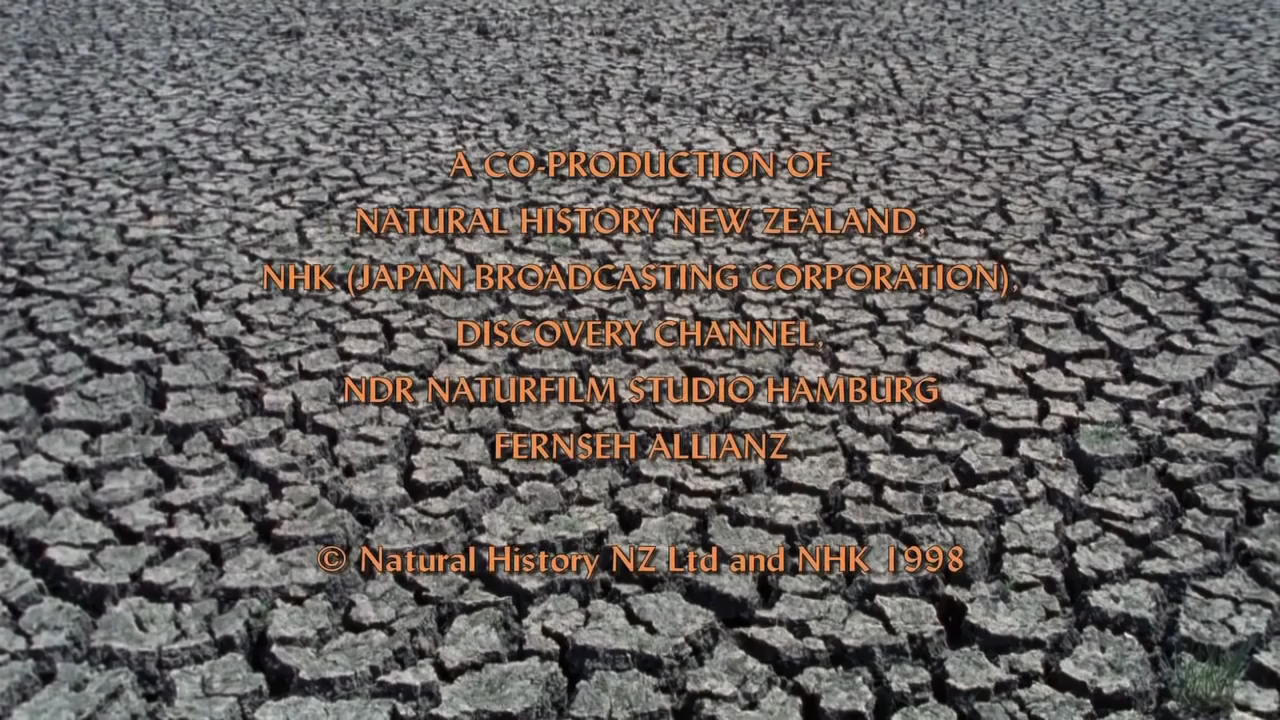 A CO-PRODUCTION OF
NATURAL HISTORY NEW ZEALAND,
NHK (JAPAN BROADCASTING CORPORATION),
DISCOVERY CHANNEL,
NDR NATURFILM STUDIO HAMBURG
FERNSEH ALLIANZ
© Natural History NZ Ltd and NHK 1998